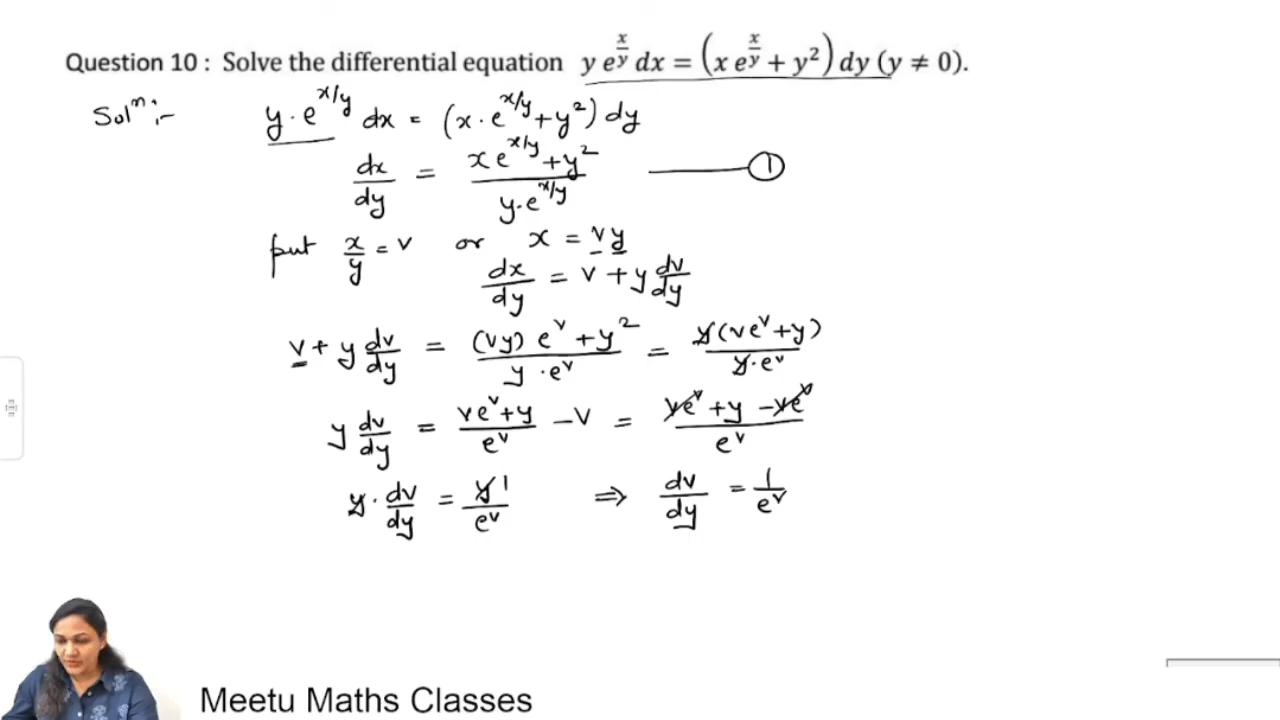 Question 10 : Solve the differential equation y e^{x/y} dx = (x e^{x/y} + y²) dy (y ≠ 0).
Solⁿ :- y · e^{x/y} dx = (x · e^{x/y} + y²) dy
dx/dy = (x e^{x/y} + y²)/(y · e^{x/y}) ——— ①
put x/y = v or x = vy
dx/dy = v + y dv/dy
v + y dv/dy = ((vy) e^v + y²)/(y · e^v) = y(ve^v + y)/(y · e^v)
y dv/dy = (ve^v + y)/e^v - v = (ve^v + y - ve^v)/e^v
y · dv/dy = y 1/e^v ⇒ dv/dy = 1/e^v
Meetu Maths Classes